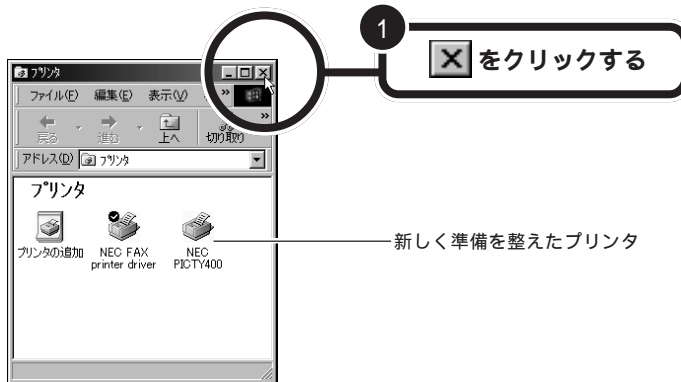 1
をクリックする
プリンタ
ファイル(F) 編集(E) 表示(V) »
戻る 進む 上へ 切り取り »
アドレス(D) プリンタ
プリンタ
プリンタの追加
NEC FAX
printer driver
NEC
PICTY400
新しく準備を整えたプリンタ